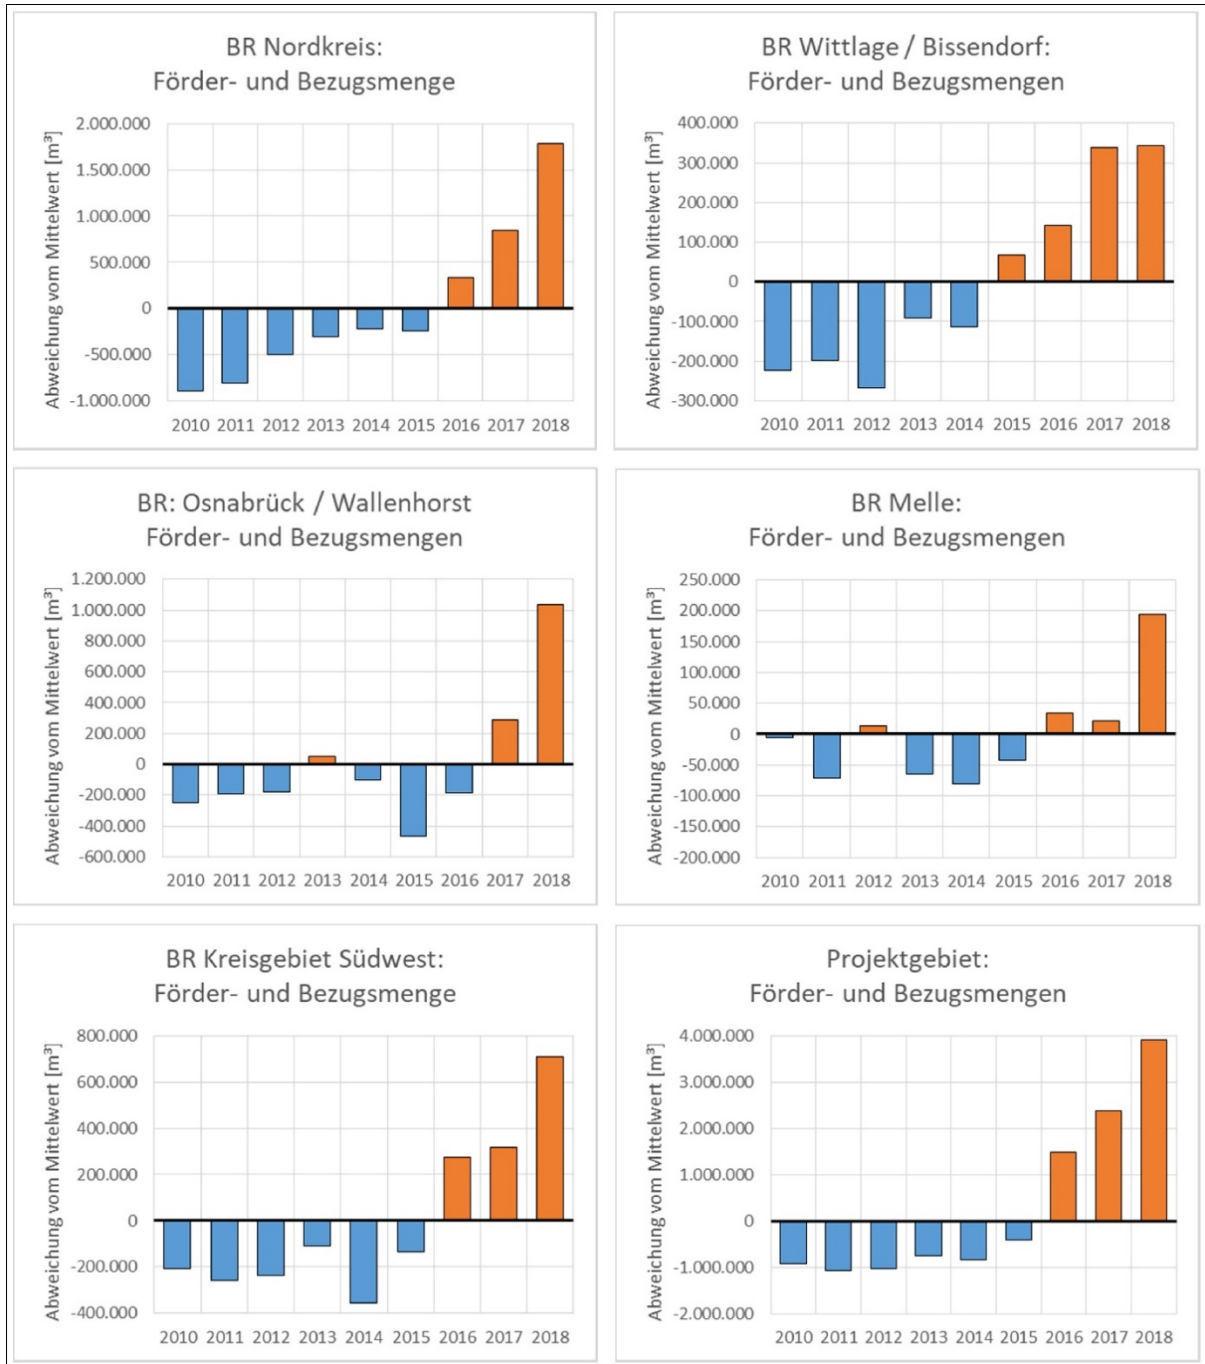 BR Nordkreis:
Förder- und Bezugsmenge
Abweichung vom Mittelwert [m³]
2.000.000
1.500.000
1.000.000
500.000
0
-500.000
-1.000.000
2010 2011 2012 2013 2014 2015 2016 2017 2018
BR Wittlage / Bissendorf:
Förder- und Bezugsmengen
Abweichung vom Mittelwert [m³]
400.000
300.000
200.000
100.000
0
-100.000
-200.000
-300.000
2010 2011 2012 2013 2014 2015 2016 2017 2018
BR: Osnabrück / Wallenhorst
Förder- und Bezugsmengen
Abweichung vom Mittelwert [m³]
1.200.000
1.000.000
800.000
600.000
400.000
200.000
0
-200.000
-400.000
-600.000
2010 2011 2012 2013 2014 2015 2016 2017 2018
BR Melle:
Förder- und Bezugsmengen
Abweichung vom Mittelwert [m³]
250.000
200.000
150.000
100.000
50.000
0
-50.000
-100.000
-150.000
-200.000
2010 2011 2012 2013 2014 2015 2016 2017 2018
BR Kreisgebiet Südwest:
Förder- und Bezugsmenge
Abweichung vom Mittelwert [m³]
800.000
600.000
400.000
200.000
0
-200.000
-400.000
2010 2011 2012 2013 2014 2015 2016 2017 2018
Projektgebiet:
Förder- und Bezugsmengen
Abweichung vom Mittelwert [m³]
4.000.000
3.000.000
2.000.000
1.000.000
0
-1.000.000
-2.000.000
2010 2011 2012 2013 2014 2015 2016 2017 2018